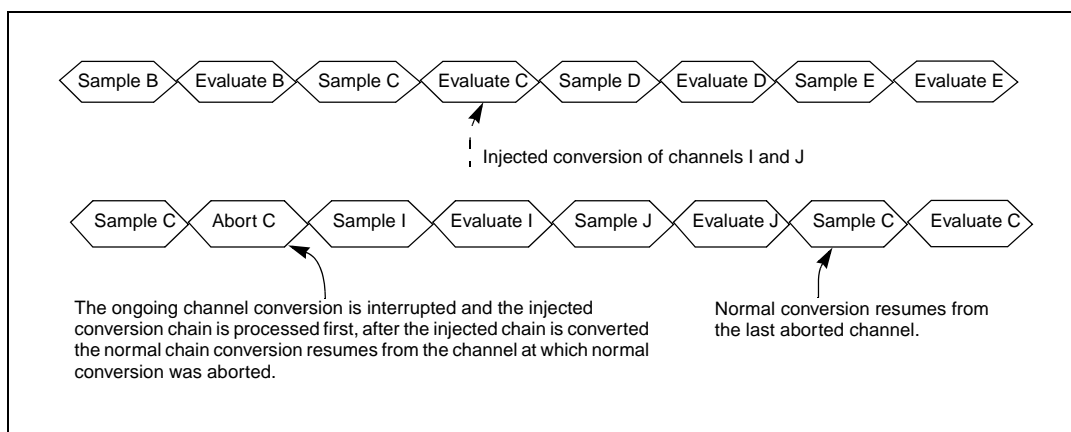 Sample B Evaluate B Sample C Evaluate C Sample D Evaluate D Sample E Evaluate E
Injected conversion of channels I and J
Sample C Abort C Sample I Evaluate I Sample J Evaluate J Sample C Evaluate C
The ongoing channel conversion is interrupted and the injected
conversion chain is processed first, after the injected chain is converted
the normal chain conversion resumes from the channel at which normal
conversion was aborted.
Normal conversion resumes from
the last aborted channel.